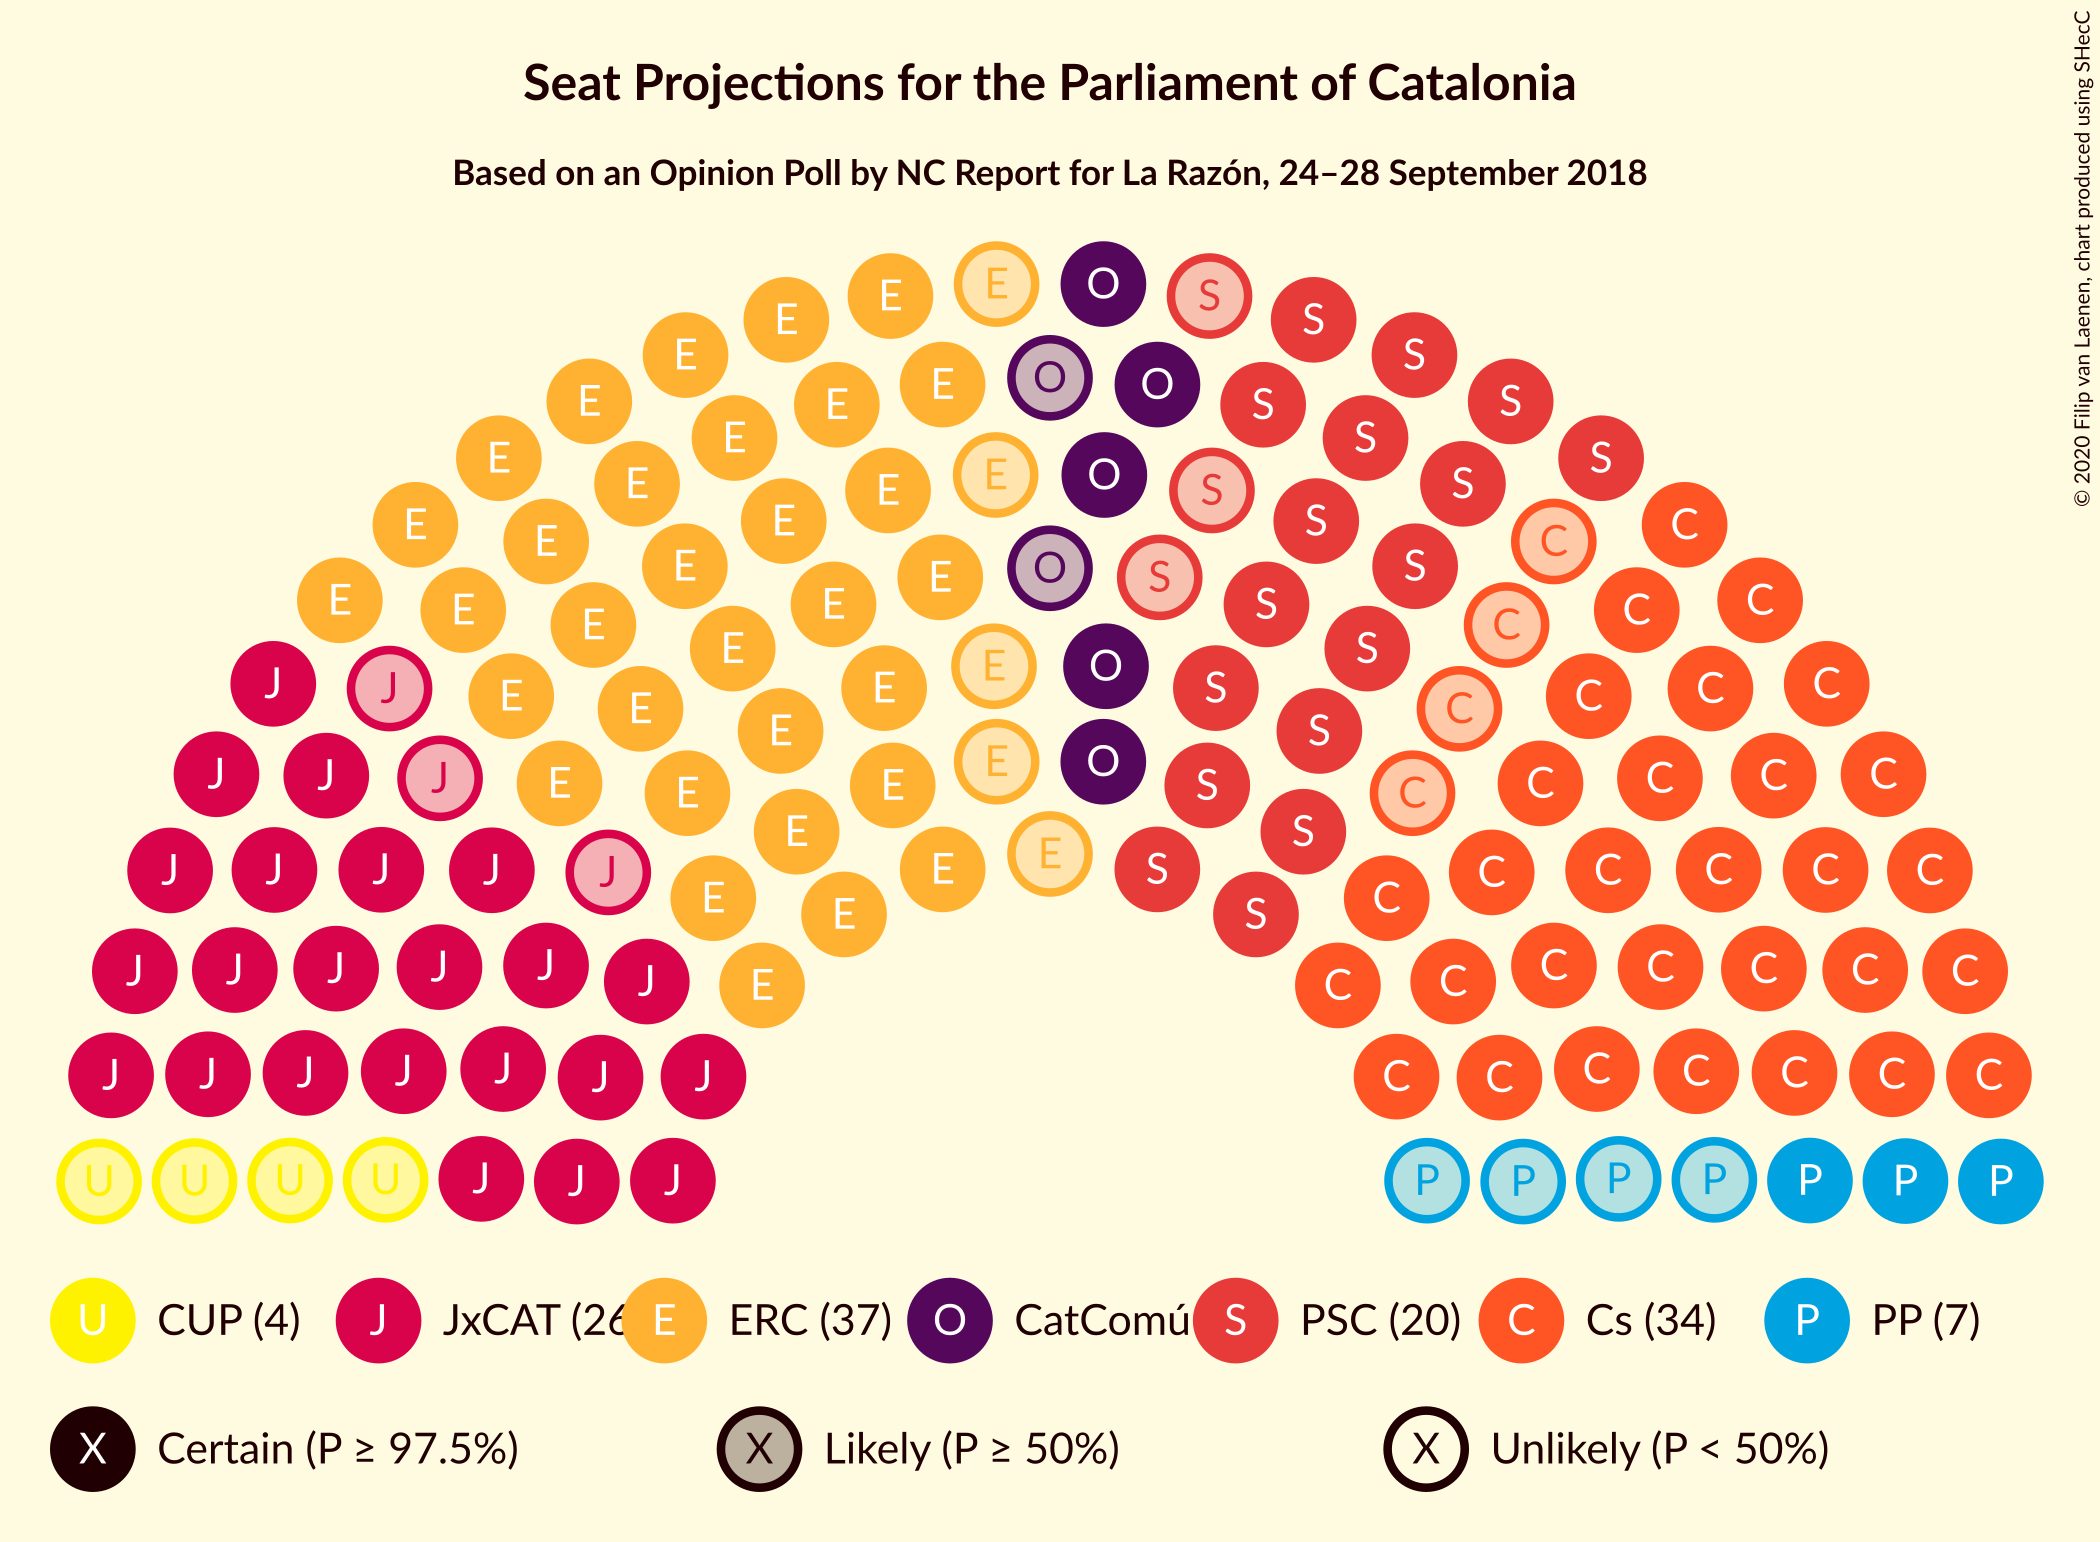 Seat Projections for the Parliament of Catalonia
Based on an Opinion Poll by NC Report for La Razón, 24–28 September 2018
© 2020 Filip van Laenen, chart produced using SHecC
E E O S
E S
E S
E O O
E E S S
E S
E S
E E E O S S
E E S C
E C
E E O S S
E E E S C C
E C
E S
E O
J J E E E S C C C C
E S
J J J E E E E O S C C C C C
E S
J J J J J E E S C C C C C
E E S C
J J J J J J E C C C C C C C
J J J J J J J C C C C C C C
U U U U J J J P P P P P P P
U CUP (4) J JxCAT (26 E ERC (37) O CatComú S PSC (20) C Cs (34) P PP (7)
X Certain (P ≥ 97.5%) X Likely (P ≥ 50%) X Unlikely (P < 50%)